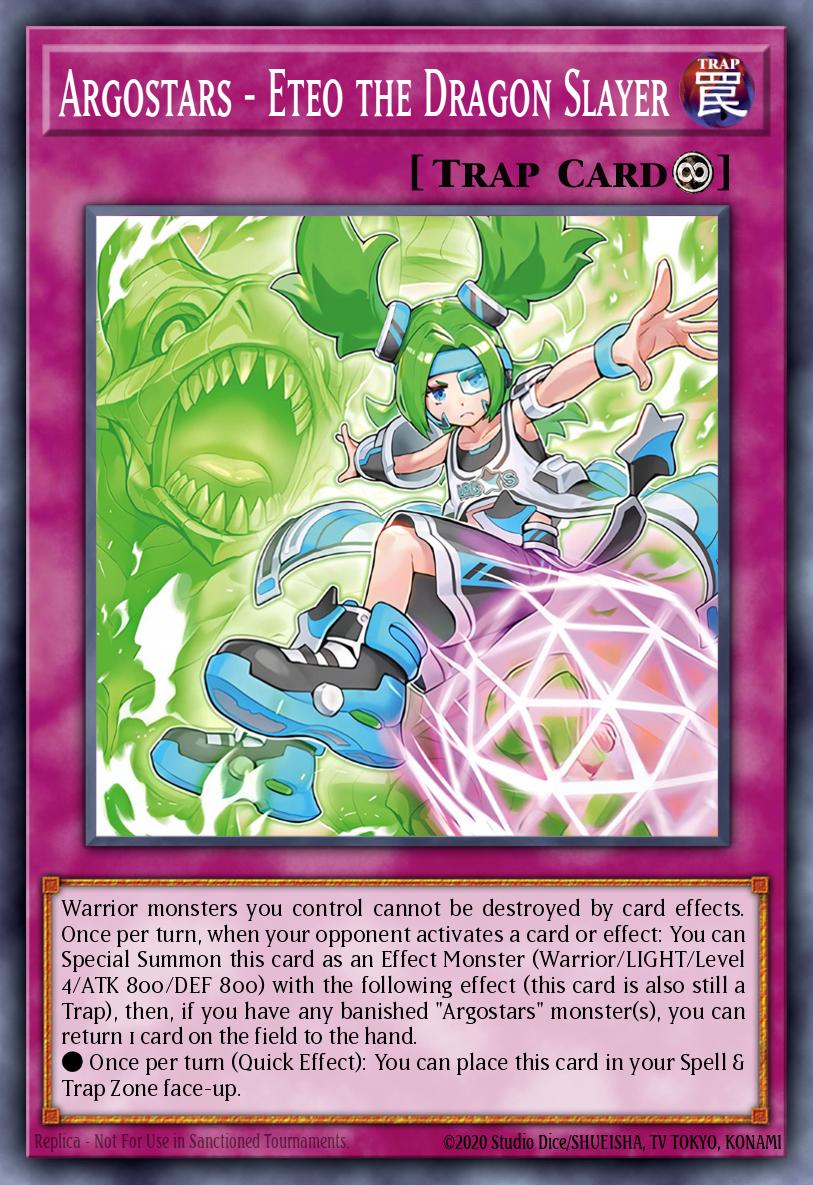 ARGOSTARS - ETEO THE DRAGON SLAYER
TRAP
罠
[TRAP CARD∞]
S
Warrior monsters you control cannot be destroyed by card effects.
Once per turn, when your opponent activates a card or effect: You can
Special Summon this card as an Effect Monster (Warrior/LIGHT/Level
4/ATK 800/DEF 800) with the following effect (this card is also still a
Trap), then, if you have any banished "Argostars" monster(s), you can
return 1 card on the field to the hand.
● Once per turn (Quick Effect): You can place this card in your Spell &
Trap Zone face-up.
Replica - Not For Use in Sanctioned Tournaments.
©2020 Studio Dice/SHUEISHA, TV TOKYO, KONAMI